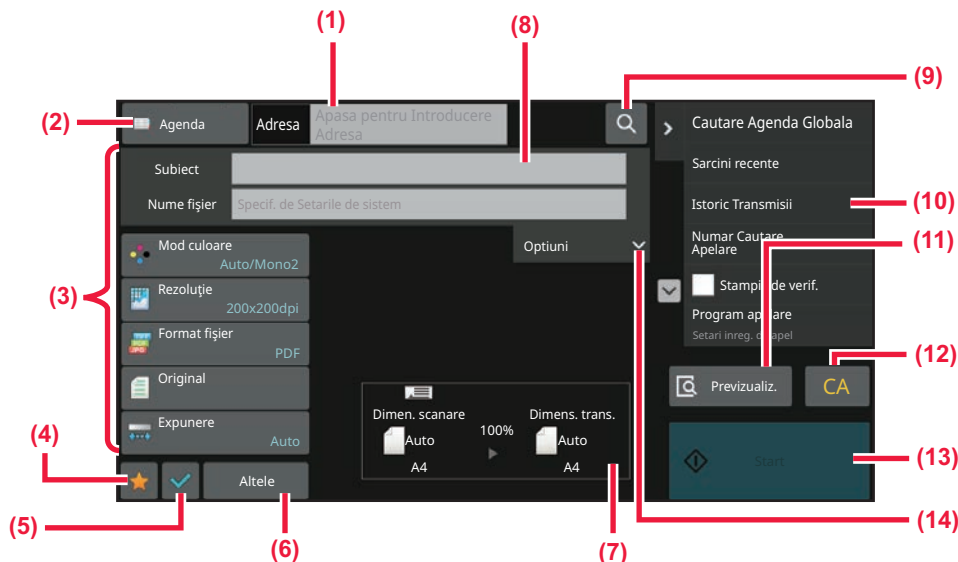 (1)
(8)
(9)
(2)
Agenda
Adresa
Apasa pentru Introducere
Adresa
Cautare Agenda Globala
Subiect
Sarcini recente
Nume fişier
Specif. de Setarile de sistem
Istoric Transmisii
(10)
Optiuni
Numar Cautare
Apelare
(11)
(3)
Mod culoare
Auto/Mono2
Rezoluţie
200x200dpi
Stampila de verif.
Program apelare
Setari inreg. de apel
Format fişier
PDF
(12)
Original
Previzualiz.
CA
Expunere
Auto
Dimen. scanare
Dimens. trans.
100%
Auto
Auto
A4
A4
Start
(13)
(4)
Altele
(5)
(6)
(7)
(14)